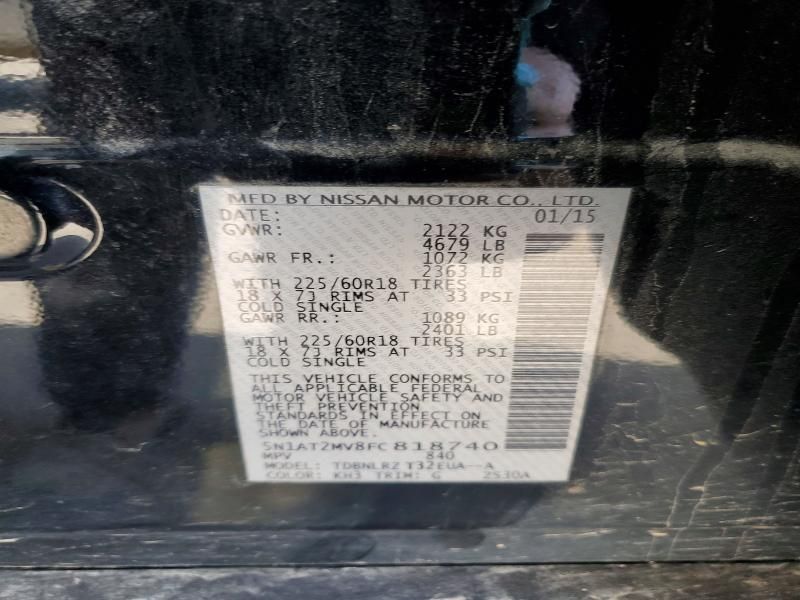 MFD BY NISSAN MOTOR CO., LTD.
DATE: 01/15
GVWR: 2122 KG
4679 LB
GAWR FR.: 1072 KG
2363 LB
WITH 225/60R18 TIRES
18 X 7J RIMS AT 33 PSI
COLD SINGLE
GAWR RR.: 1089 KG
2401 LB
WITH 225/60R18 TIRES
18 X 7J RIMS AT 33 PSI
COLD SINGLE
THIS VEHICLE CONFORMS TO
ALL APPLICABLE FEDERAL
MOTOR VEHICLE SAFETY AND
THEFT PREVENTION
STANDARDS IN EFFECT ON
THE DATE OF MANUFACTURE
SHOWN ABOVE.
5N1AT2MV8FC818740
MPV 840
MODEL: TDBNLRZ T32EUA--A
COLOR: KH3 TRIM: G 2S30A